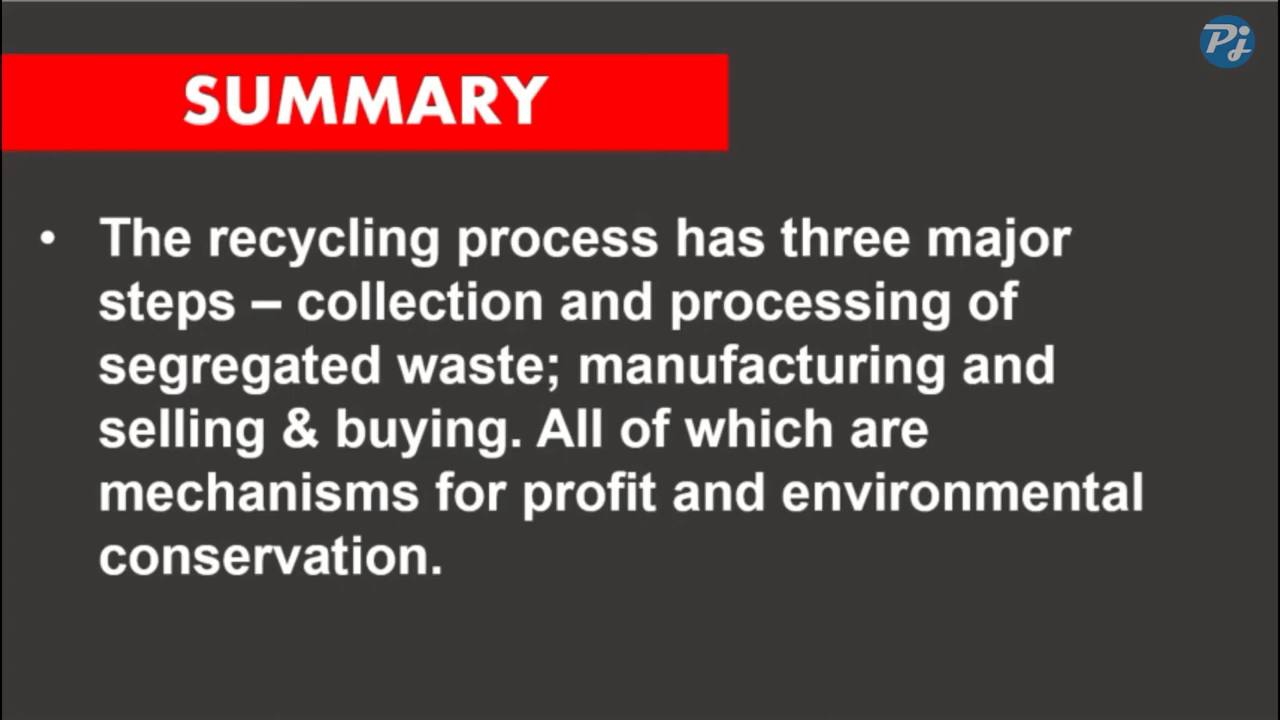 Pj
SUMMARY
• The recycling process has three major
steps – collection and processing of
segregated waste; manufacturing and
selling & buying. All of which are
mechanisms for profit and environmental
conservation.